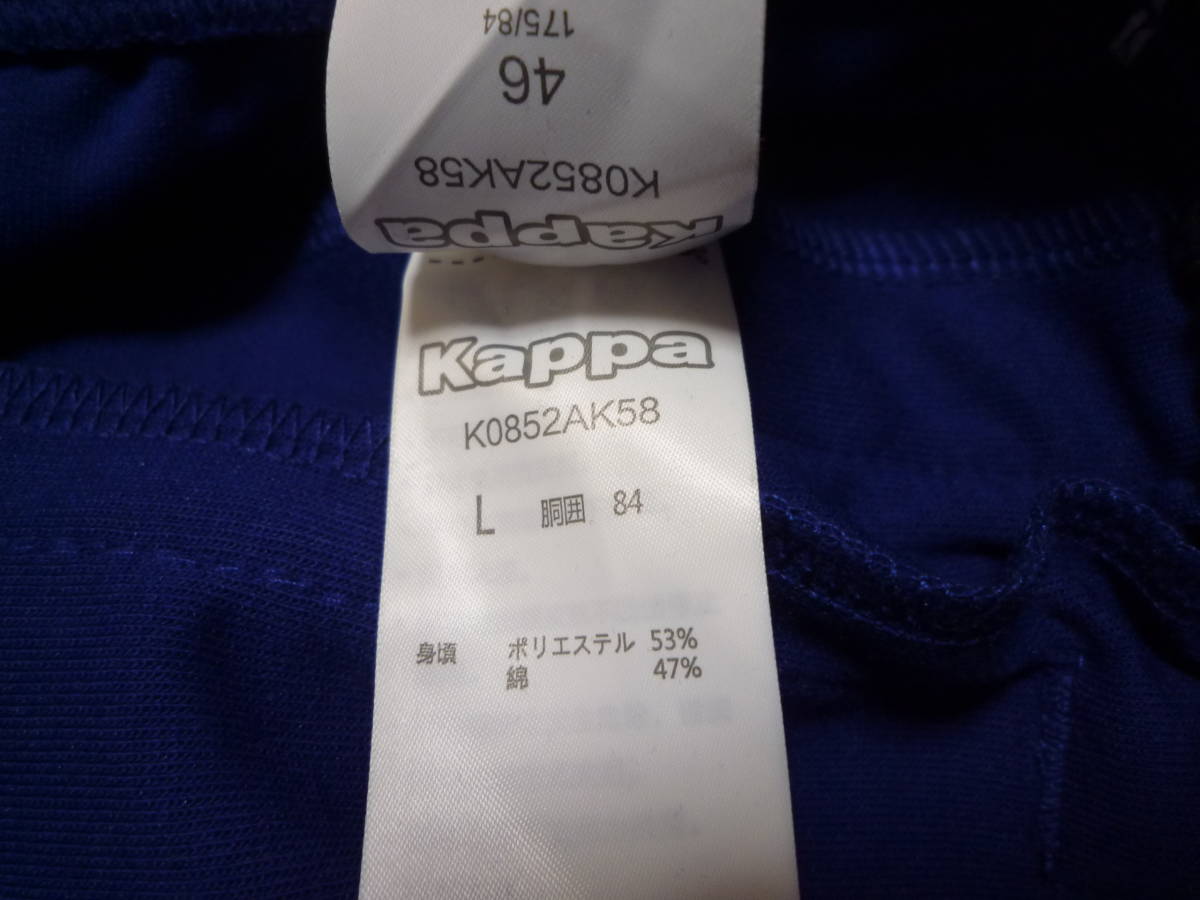 175/84
46
K0852AK58
Kappa
Kappa
K0852AK58
L 胴囲 84
身頃 ポリエステル 53%
綿 47%